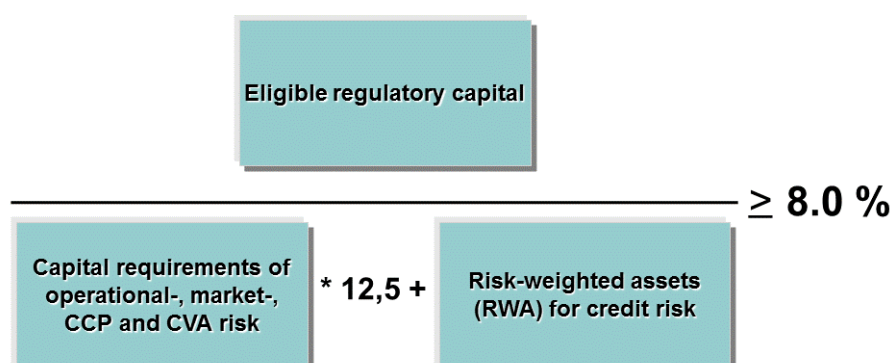 Eligible regulatory capital
≥ 8.0 %
Capital requirements of
operational-, market-,
CCP and CVA risk
* 12,5 +
Risk-weighted assets
(RWA) for credit risk